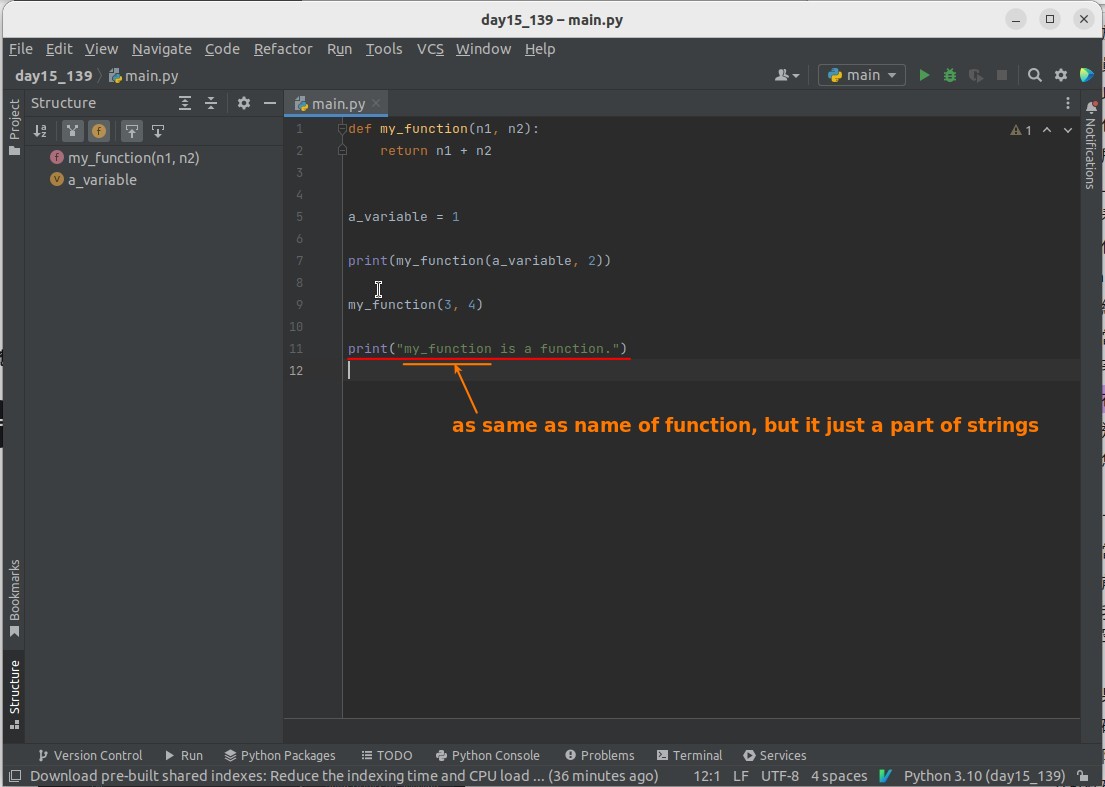 day15_139 – main.py
File Edit View Navigate Code Refactor Run Tools VCS Window Help
day15_139 main.py main
Project
Structure
main.py
my_function(n1, n2)
a_variable
1 def my_function(n1, n2):
2     return n1 + n2
3
4
5 a_variable = 1
6
7 print(my_function(a_variable, 2))
8
9 my_function(3, 4)
10
11 print("my_function is a function.")
12
1
as same as name of function, but it just a part of strings
Notifications
Bookmarks
Structure
Version Control Run Python Packages TODO Python Console Problems Terminal Services
Download pre-built shared indexes: Reduce the indexing time and CPU load ... (36 minutes ago) 12:1 LF UTF-8 4 spaces Python 3.10 (day15_139)